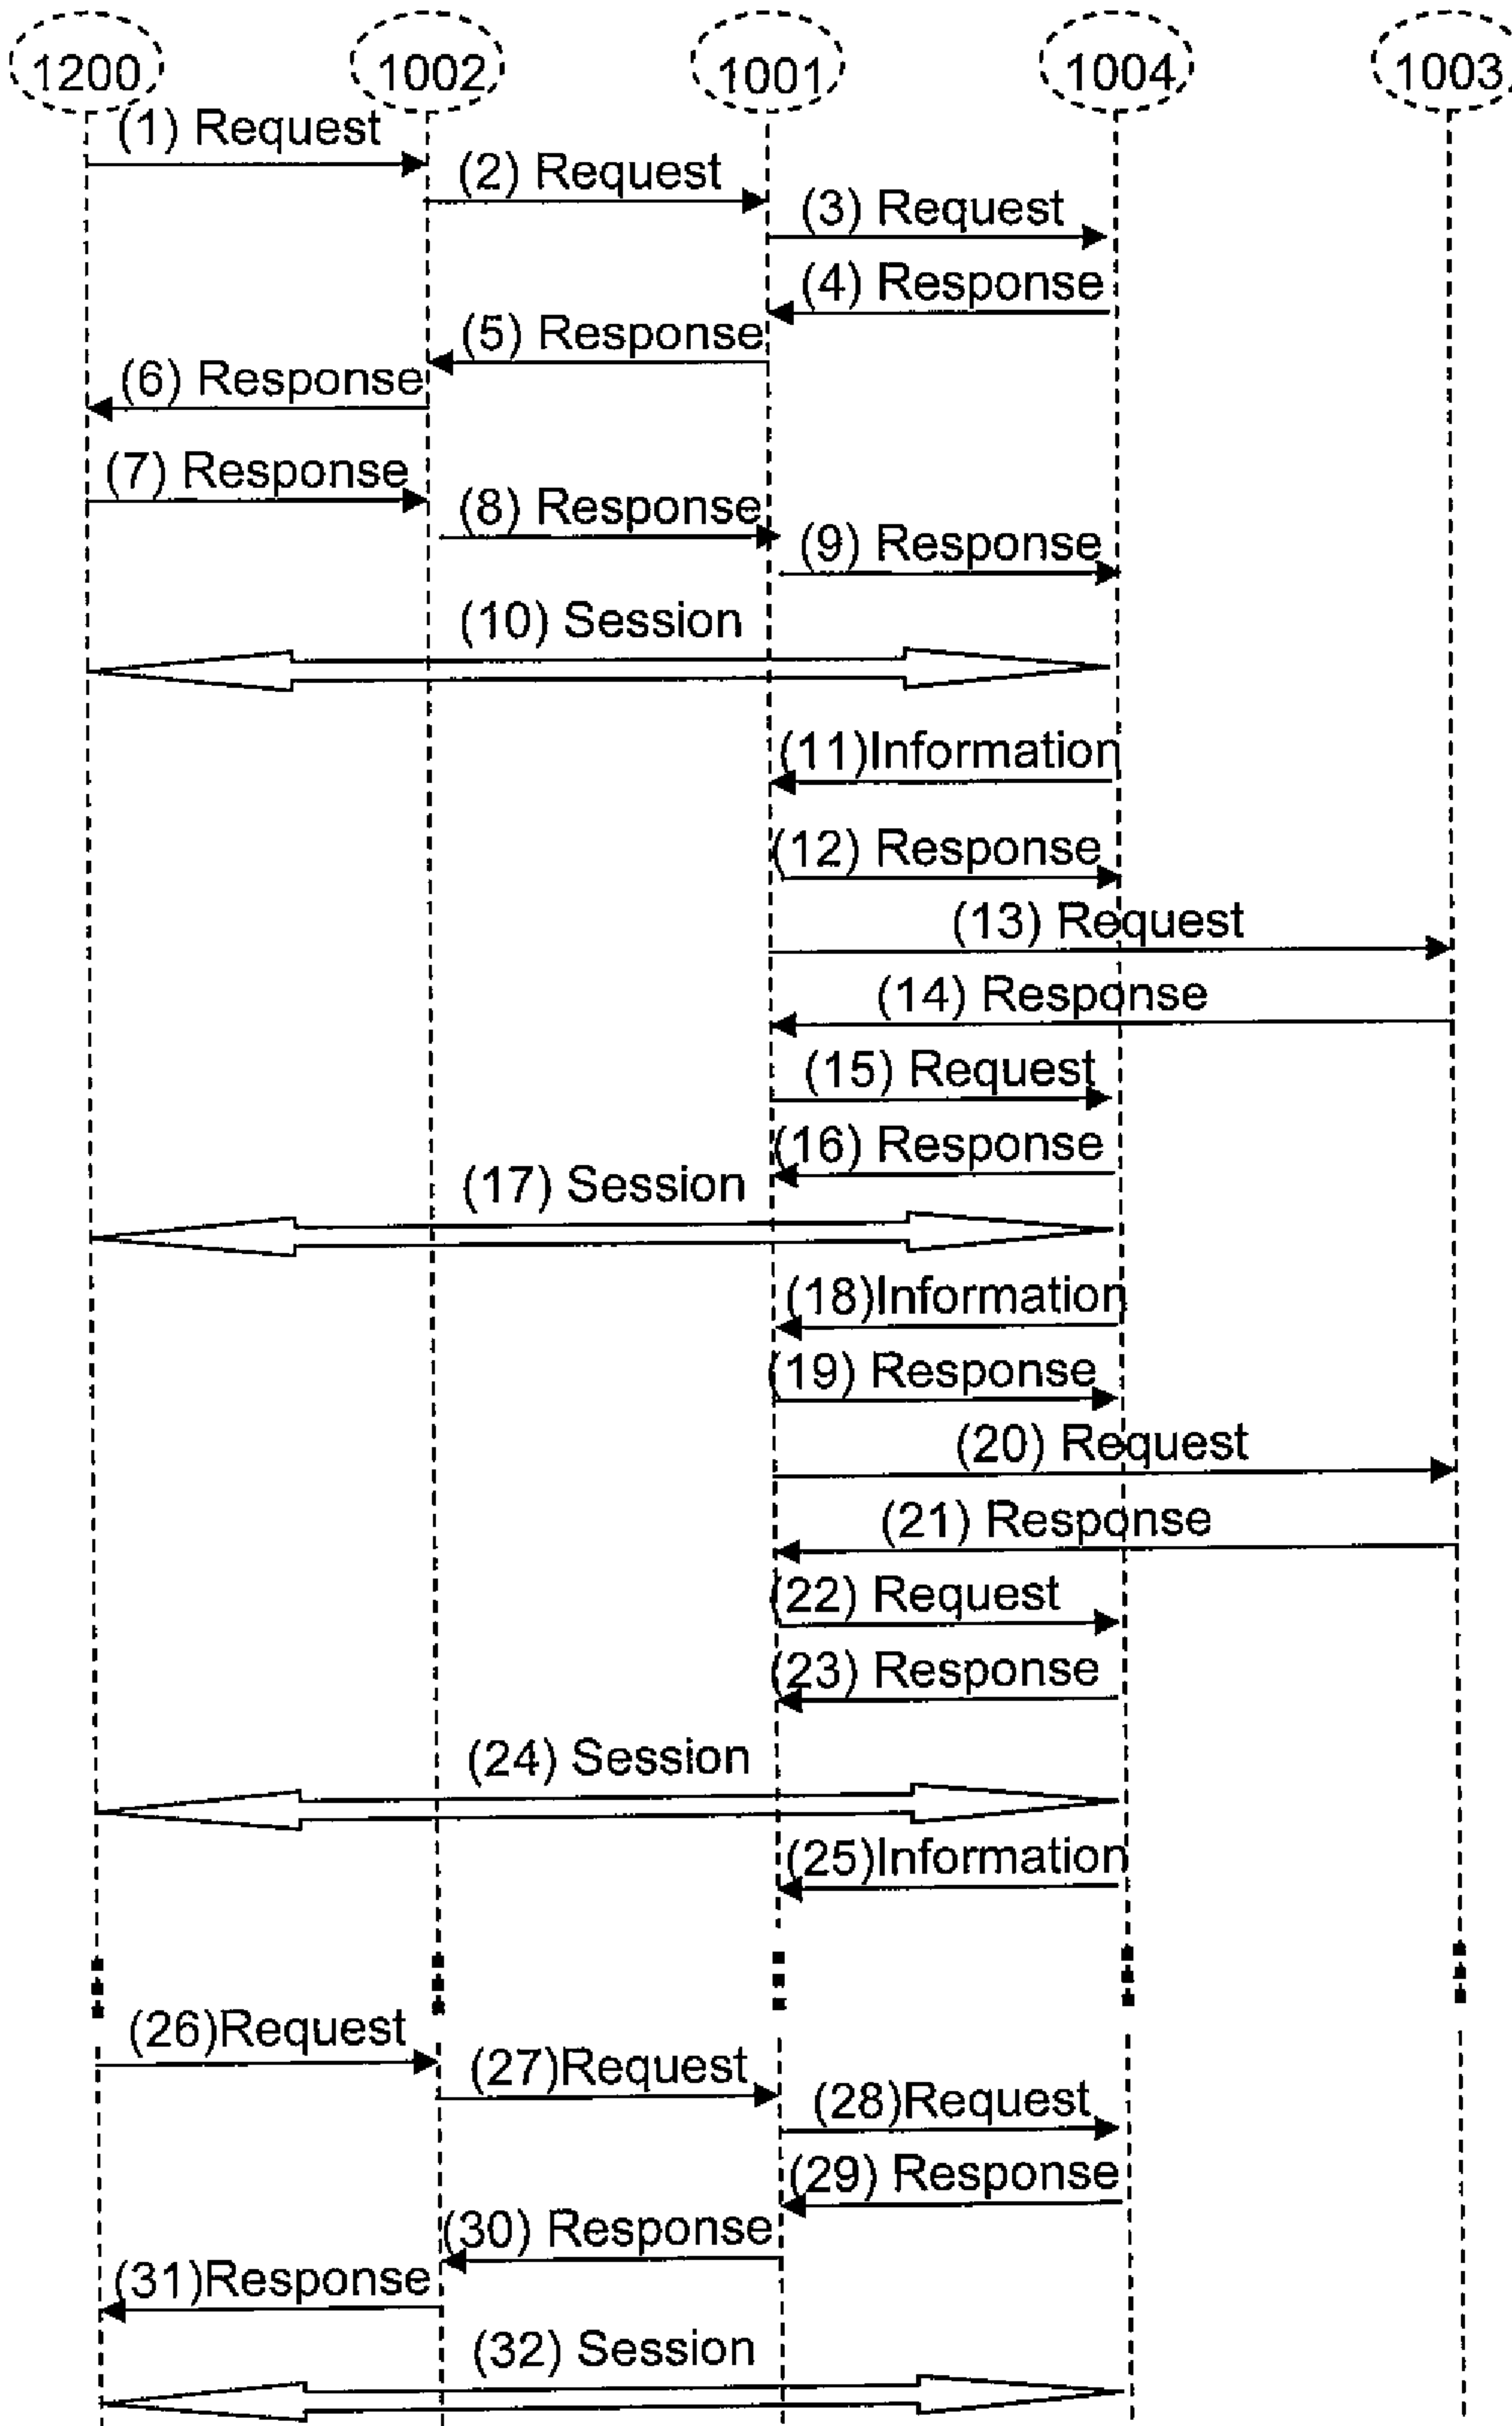 1200 1002 1001 1004 1003
(1) Request
(2) Request
(3) Request
(4) Response
(5) Response
(6) Response
(7) Response
(8) Response
(9) Response
(10) Session
(11)Information
(12) Response
(13) Request
(14) Response
(15) Request
(16) Response
(17) Session
(18)Information
(19) Response
(20) Request
(21) Response
(22) Request
(23) Response
(24) Session
(25)Information
(26)Request
(27)Request
(28)Request
(29) Response
(30) Response
(31)Response
(32) Session